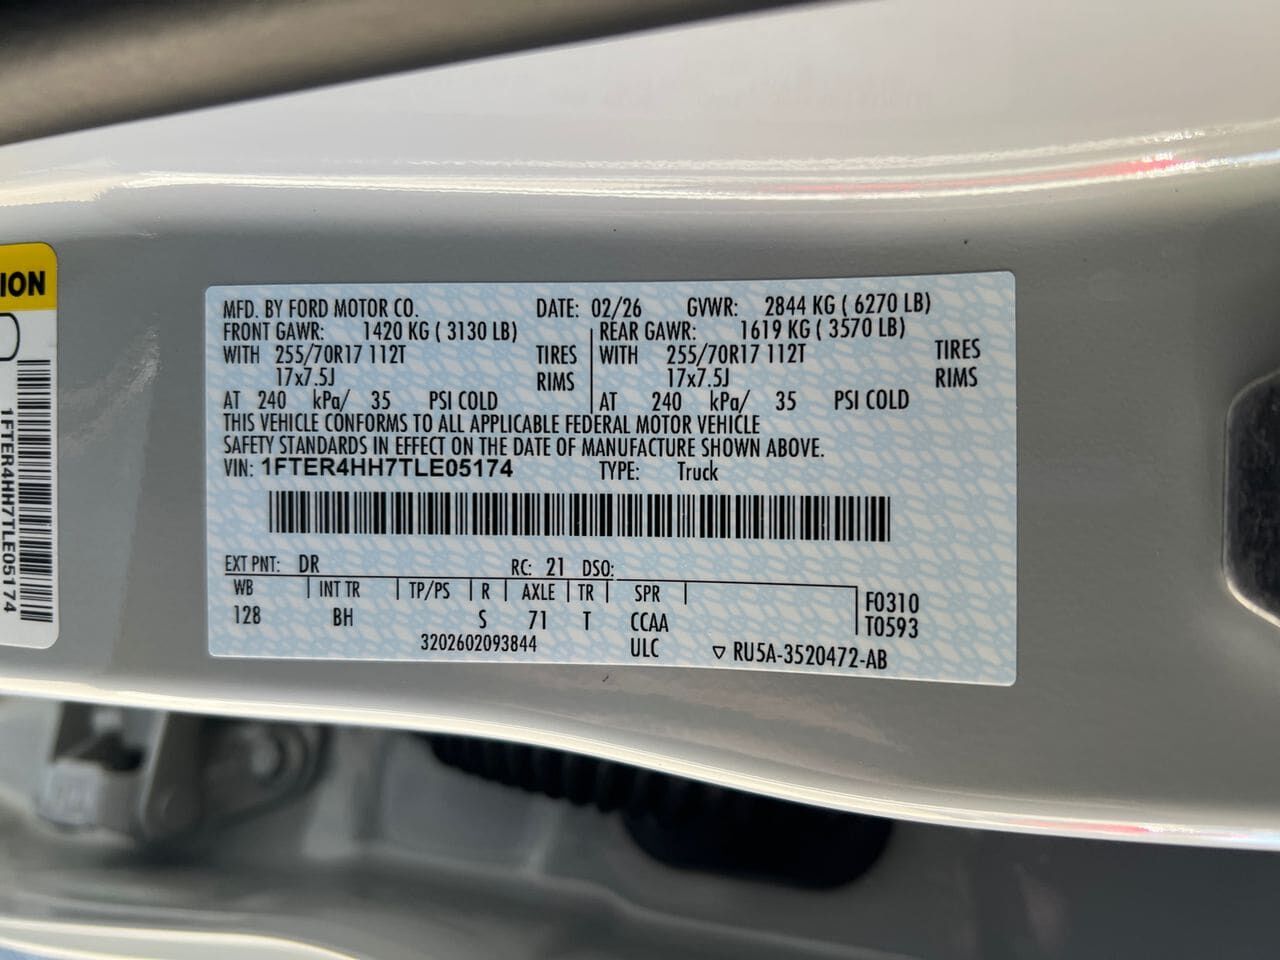 ION
1FTER4HH7TLE05174
MFD. BY FORD MOTOR CO. DATE: 02/26 GVWR: 2844 KG ( 6270 LB)
FRONT GAWR: 1420 KG ( 3130 LB) REAR GAWR: 1619 KG ( 3570 LB)
WITH 255/70R17 112T TIRES WITH 255/70R17 112T TIRES
17x7.5J RIMS 17x7.5J RIMS
AT 240 kPa/ 35 PSI COLD AT 240 kPa/ 35 PSI COLD
THIS VEHICLE CONFORMS TO ALL APPLICABLE FEDERAL MOTOR VEHICLE
SAFETY STANDARDS IN EFFECT ON THE DATE OF MANUFACTURE SHOWN ABOVE.
VIN: 1FTER4HH7TLE05174 TYPE: Truck
EXT PNT: DR RC: 21 DSO:
WB INT TR TP/PS R AXLE TR SPR F0310
128 BH S 71 T CCAA T0593
3202602093844 ULC ▽ RU5A-3520472-AB